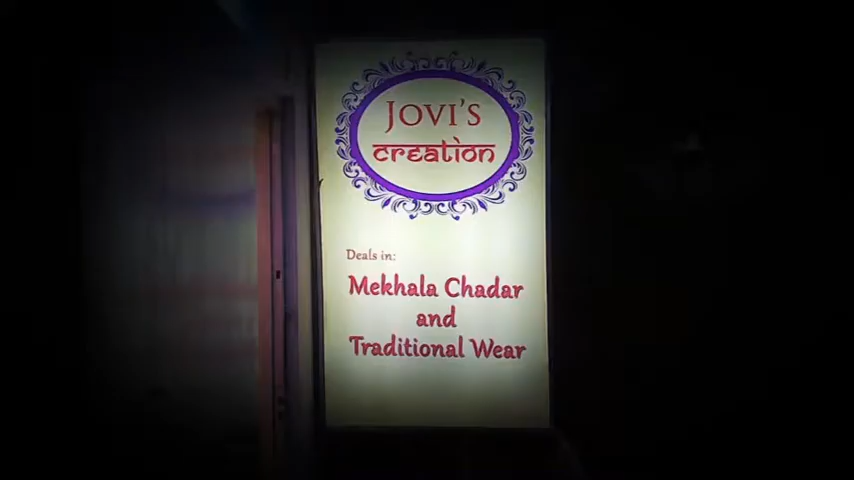 JOVI'S
creation
Deals in:
Mekhala Chadar
and
Traditional Wear